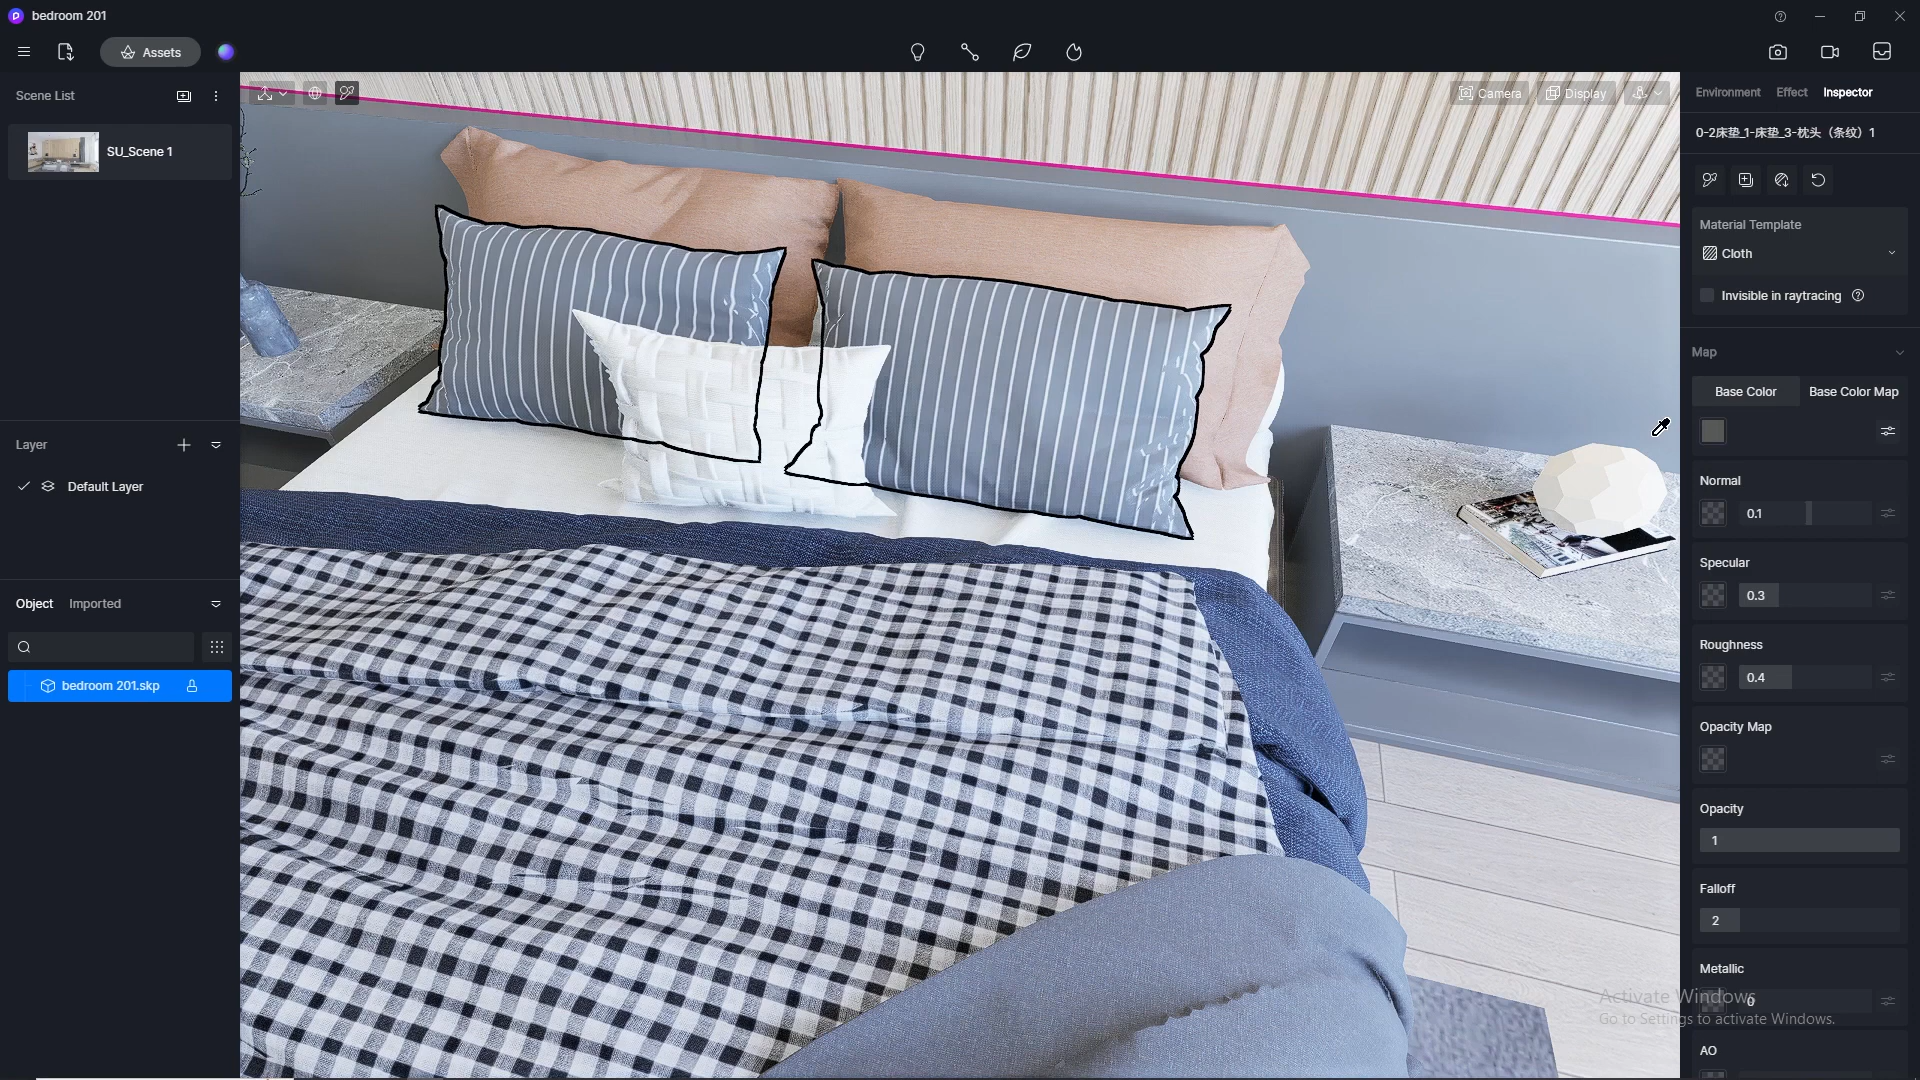 bedroom 201
Assets
Scene List
SU_Scene 1
Layer
Default Layer
Object
Imported
bedroom 201.skp
Camera
Display
Environment
Effect
Inspector
0-2床垫_1-床垫_3-枕头（条纹）1
Material Template
Cloth
Invisible in raytracing
Map
Base Color
Base Color Map
Normal
0.1
Specular
0.3
Roughness
0.4
Opacity Map
Opacity
1
Falloff
2
Metallic
0
Activate Windows
Go to Settings to activate Windows.
AO